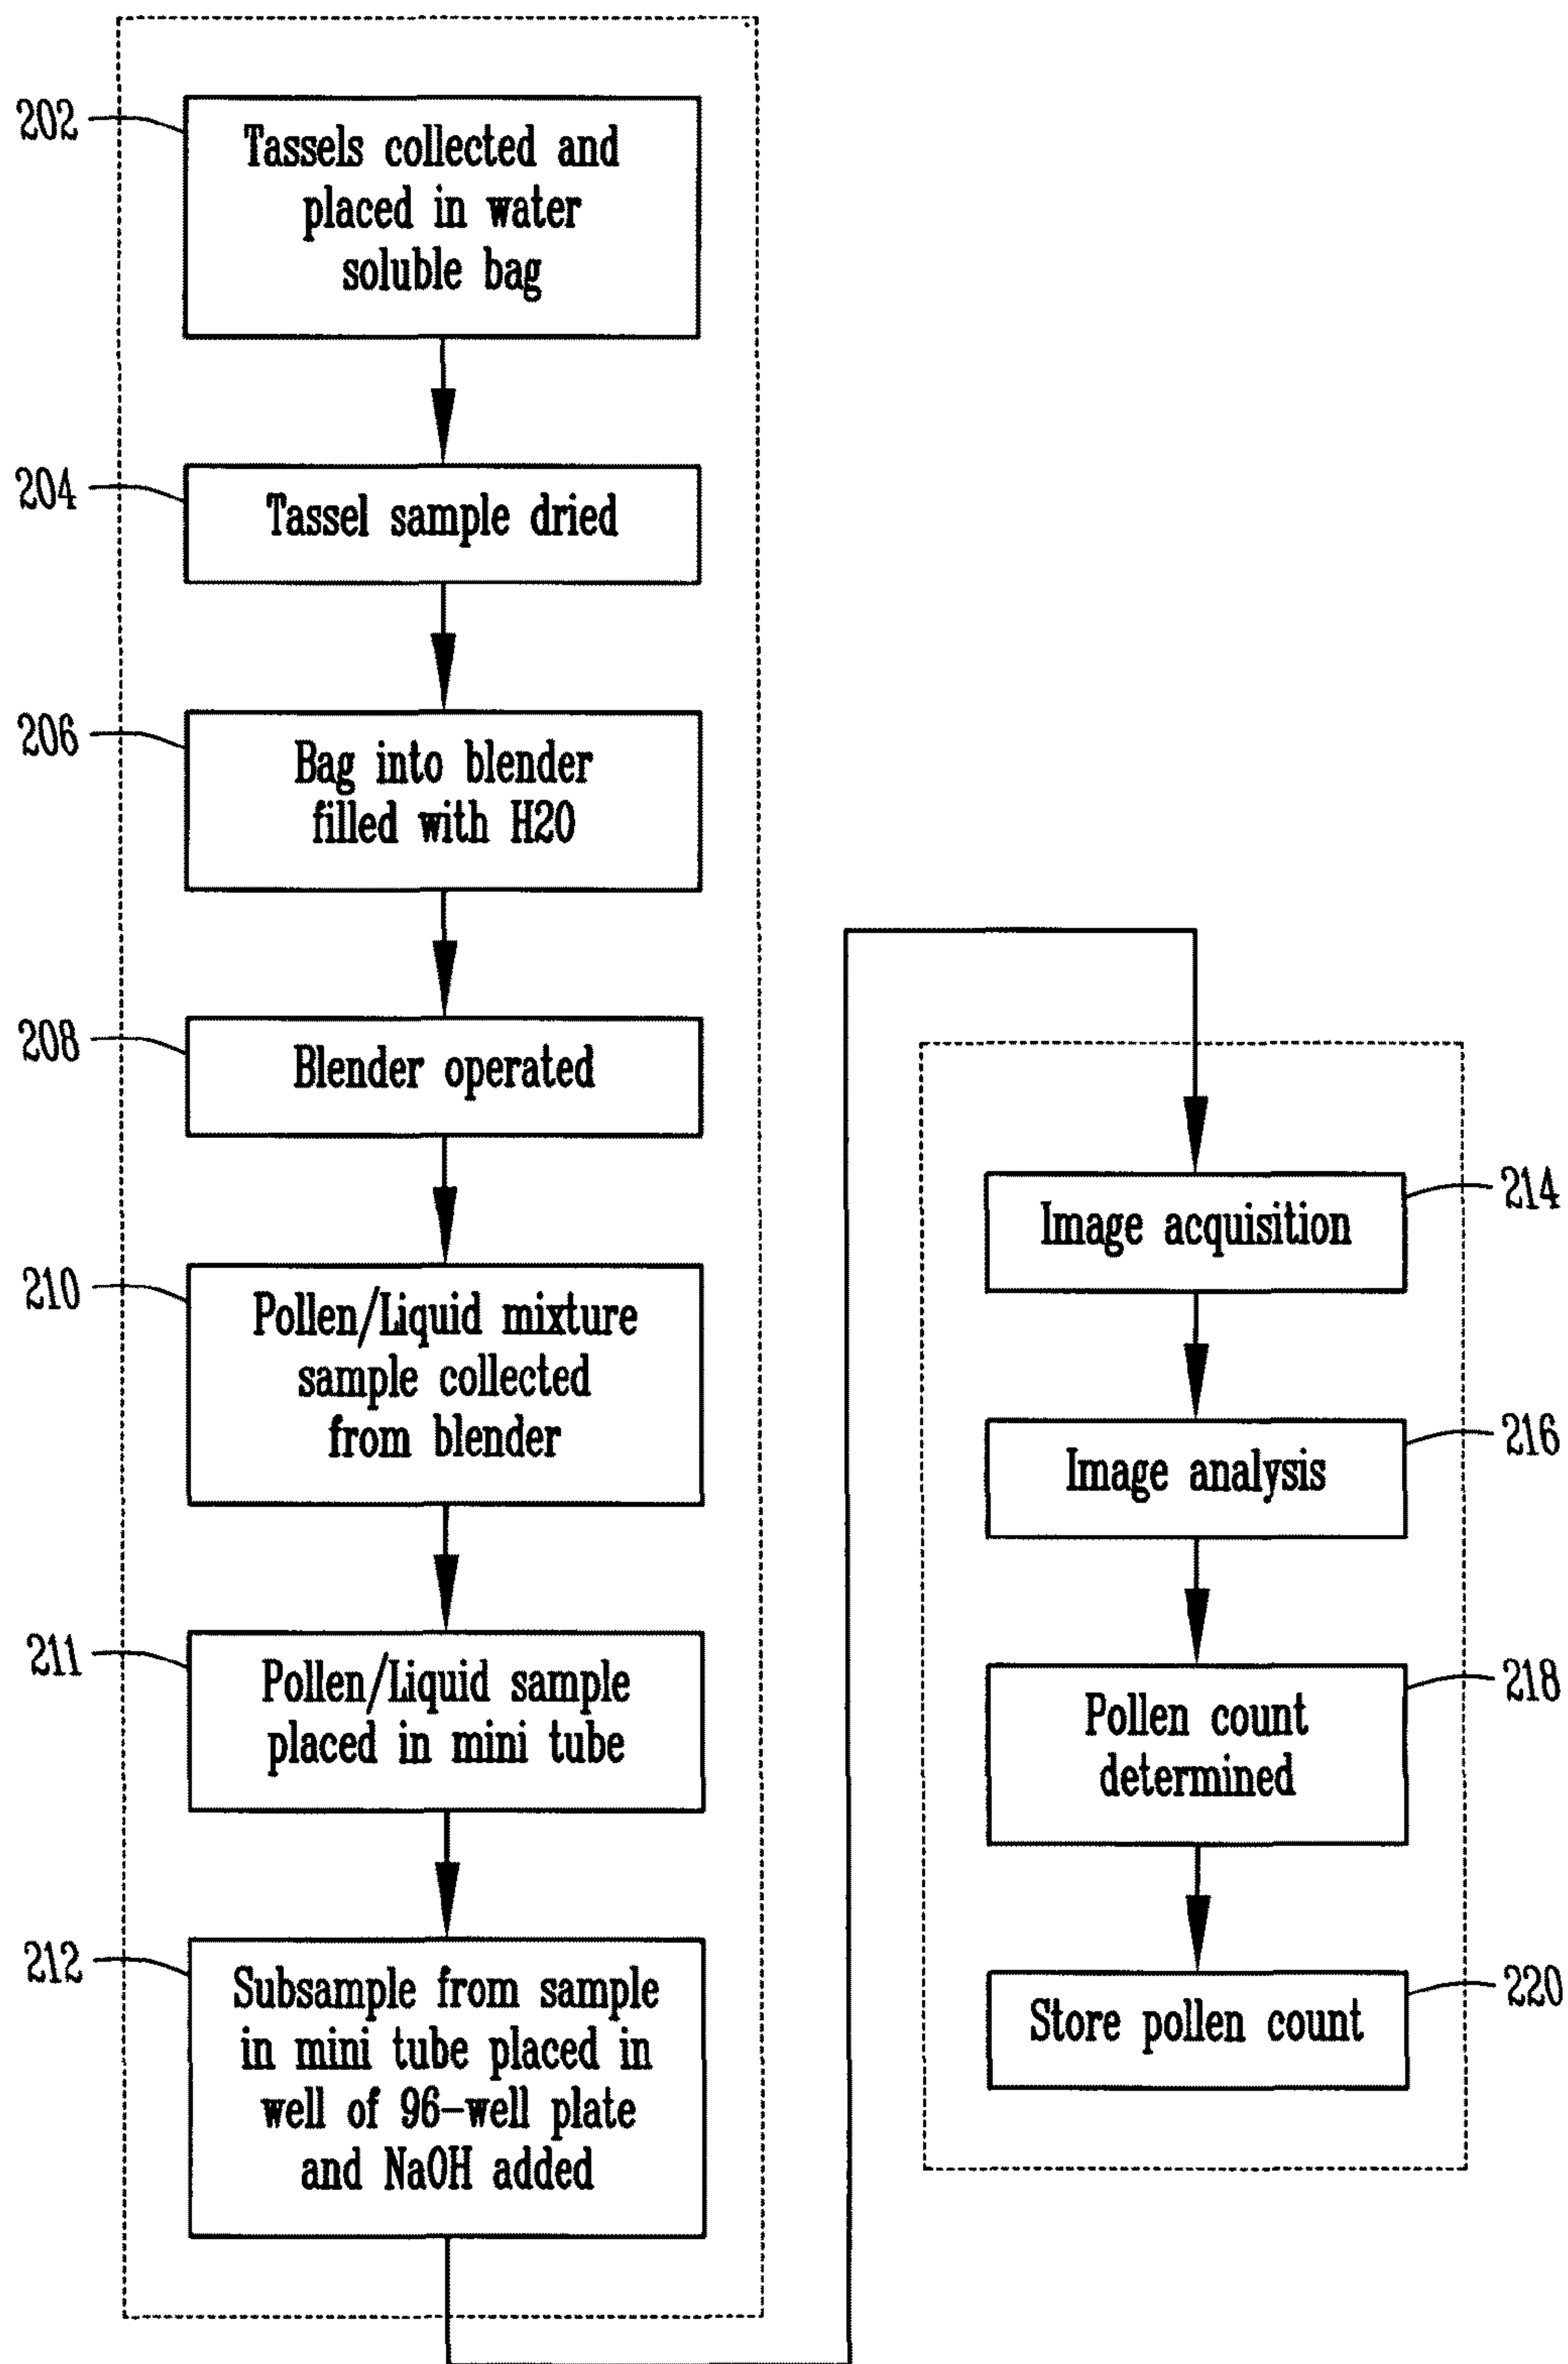 202
Tassels collected and
placed in water
soluble bag
204
Tassel sample dried
206
Bag into blender
filled with H20
208
Blender operated
210
Pollen/Liquid mixture
sample collected
from blender
211
Pollen/Liquid sample
placed in mini tube
212
Subsample from sample
in mini tube placed in
well of 96-well plate
and NaOH added
214
Image acquisition
216
Image analysis
218
Pollen count
determined
220
Store pollen count